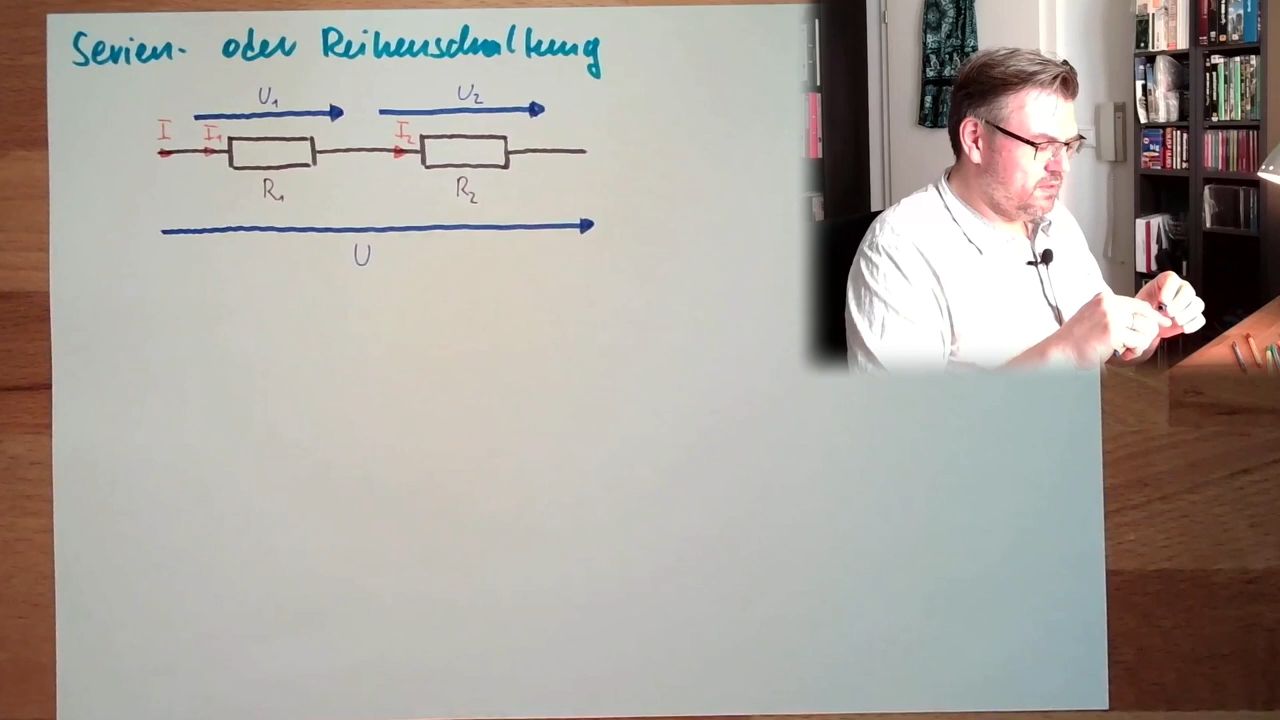 Serien- oder Reihenschaltung
U₁ U₂
I I₁ I₂
R₁ R₂
U